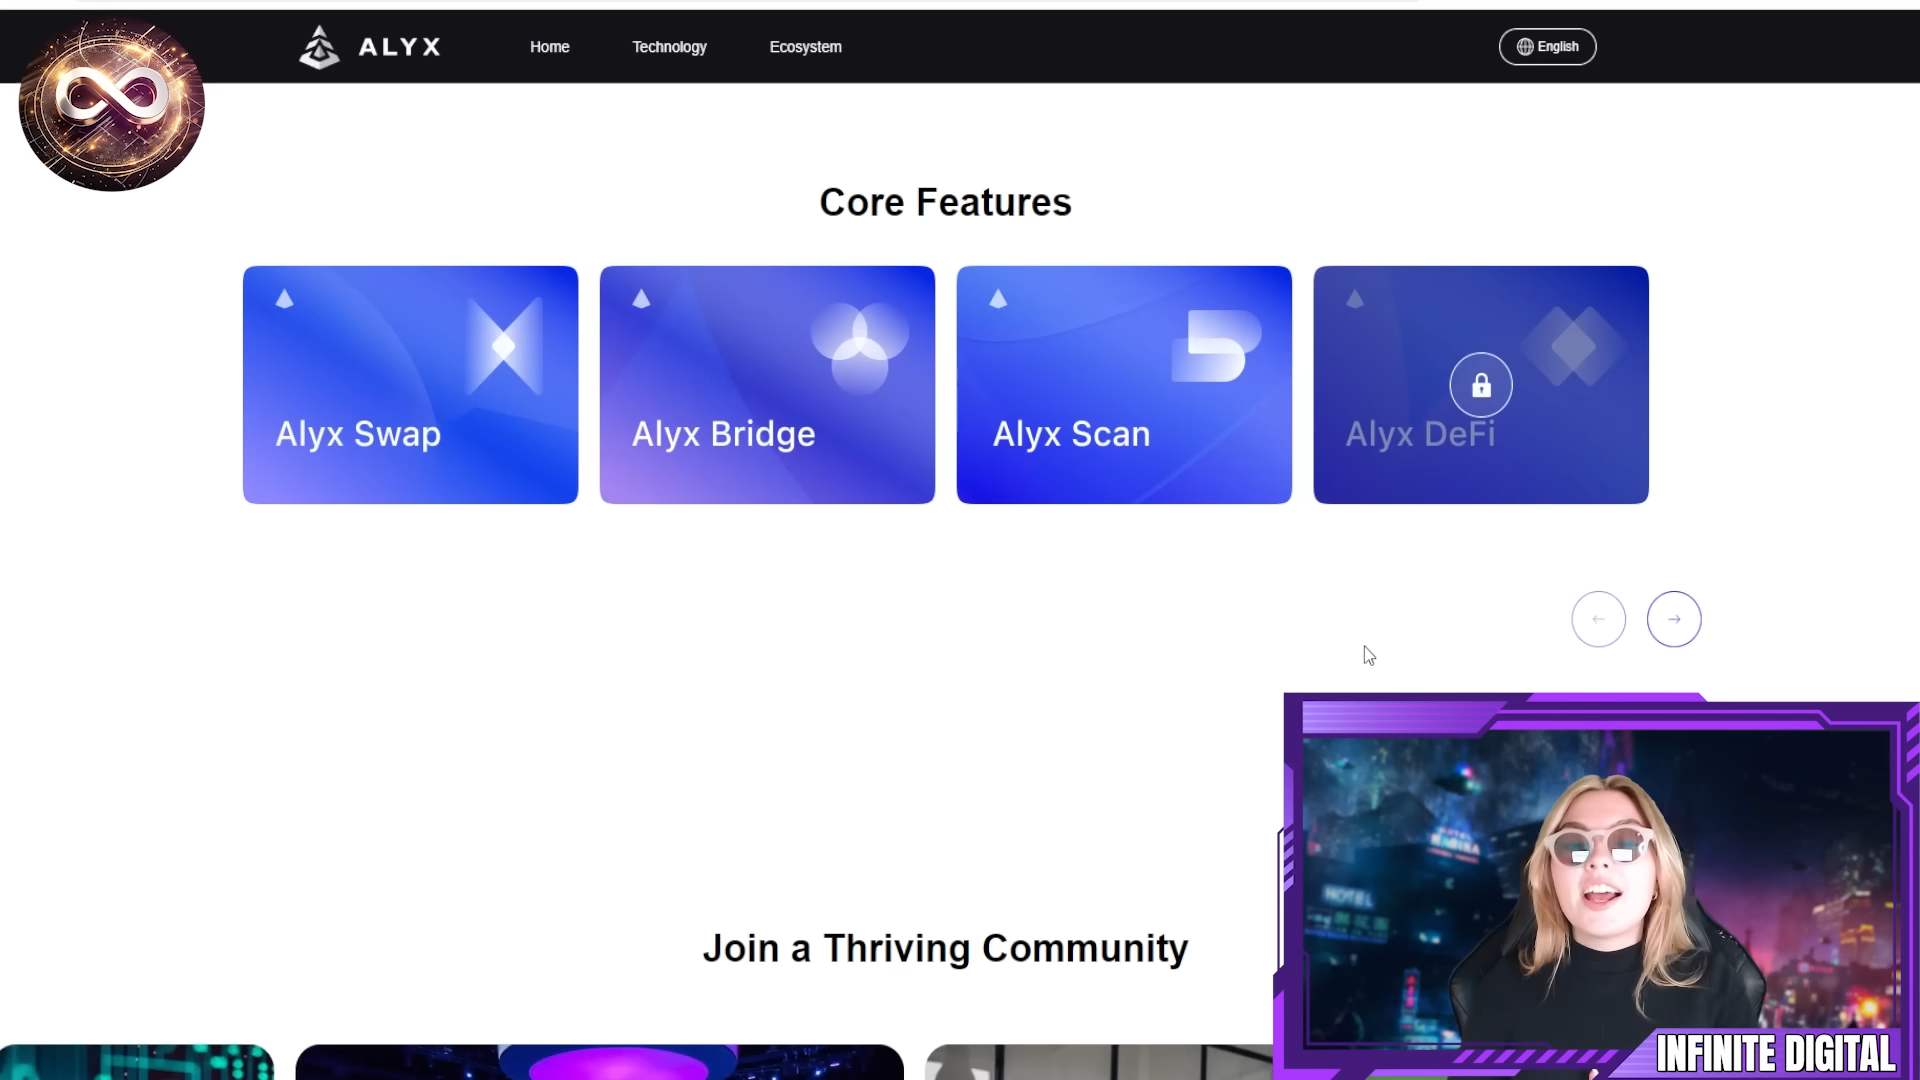 ALYX
Home
Technology
Ecosystem
English
Core Features
Alyx Swap
Alyx Bridge
Alyx Scan
Alyx DeFi
Join a Thriving Community
HOTEL
INFINITE DIGITAL